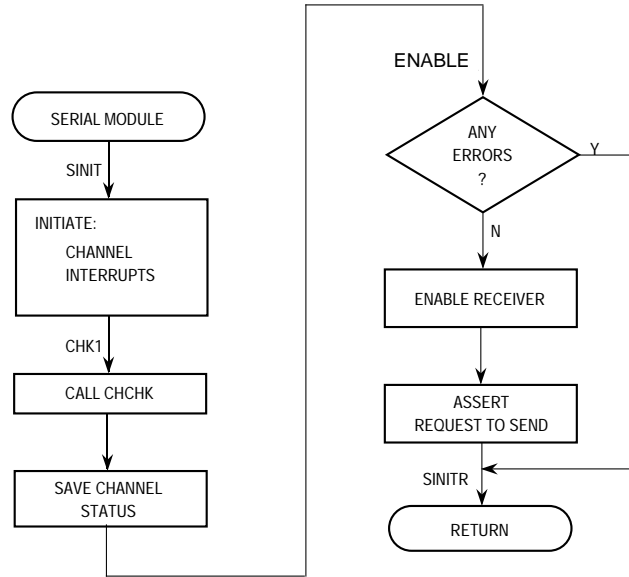 SERIAL MODULE
SINIT
INITIATE:
CHANNEL
INTERRUPTS
CHK1
CALL CHCHK
SAVE CHANNEL
STATUS
ENABLE
ANY
ERRORS
?
Y
N
ENABLE RECEIVER
ASSERT
REQUEST TO SEND
SINITR
RETURN